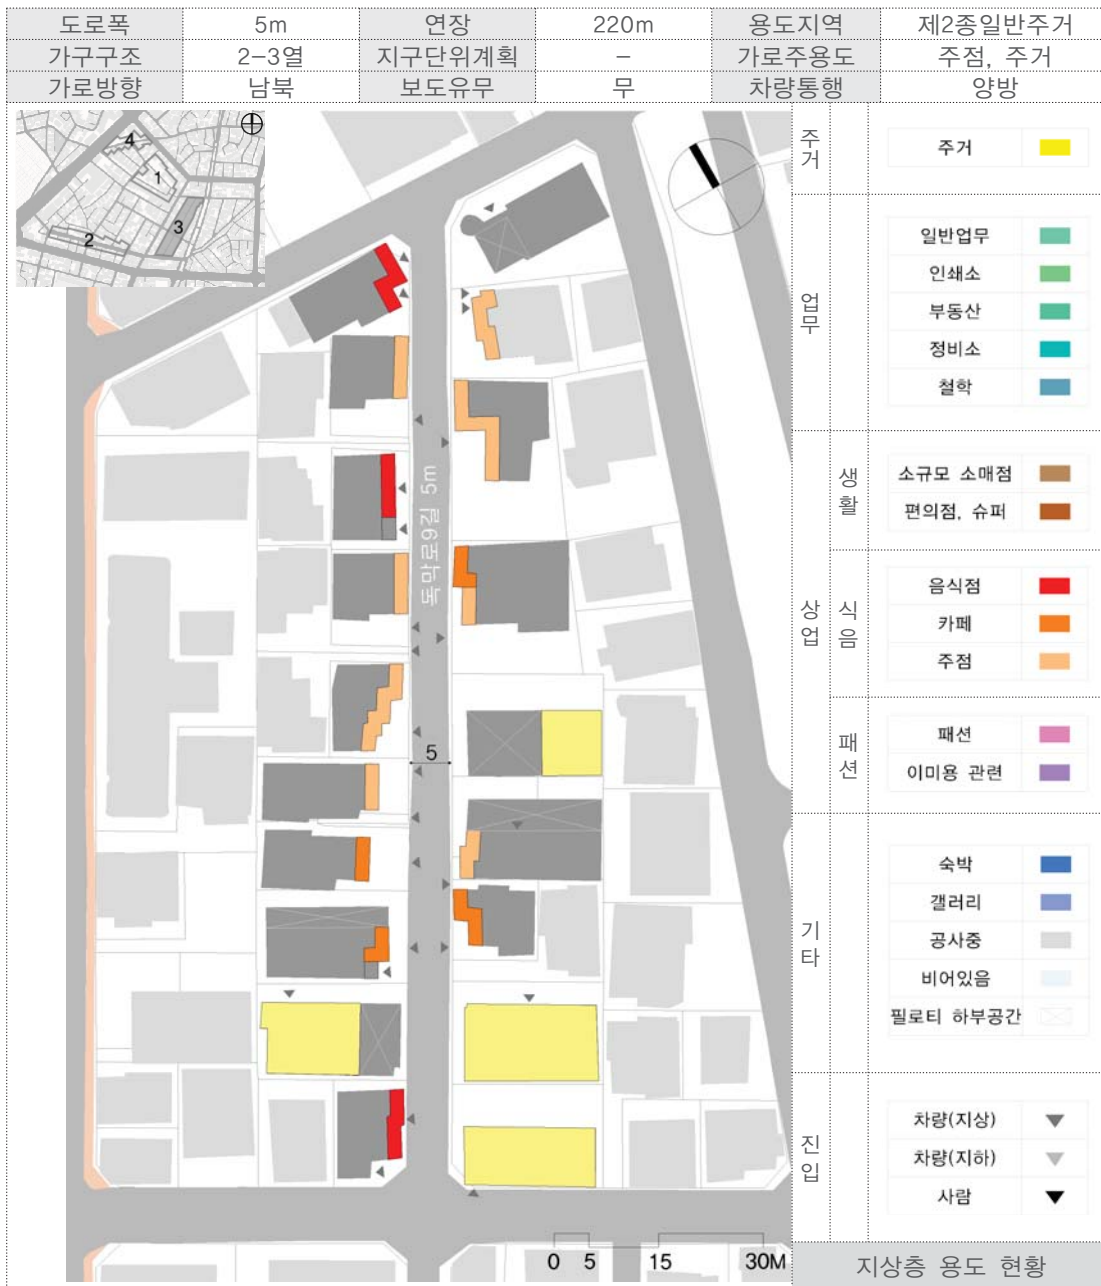 도로폭 5m 연장 220m 용도지역 제2종일반주거
가구구조 2-3열 지구단위계획 - 가로주용도 주점, 주거
가로방향 남북 보도유무 무 차량통행 양방
4
1
3
2
독막로9길 5m
5
0 5 15 30M
주거
주거
업무
일반업무
인쇄소
부동산
정비소
철학
상업
생활
소규모 소매점
편의점, 슈퍼
식음
음식점
카페
주점
패션
패션
이미용 관련
기타
숙박
갤러리
공사중
비어있음
필로티 하부공간
진입
차량(지상)
차량(지하)
사람
지상층 용도 현황